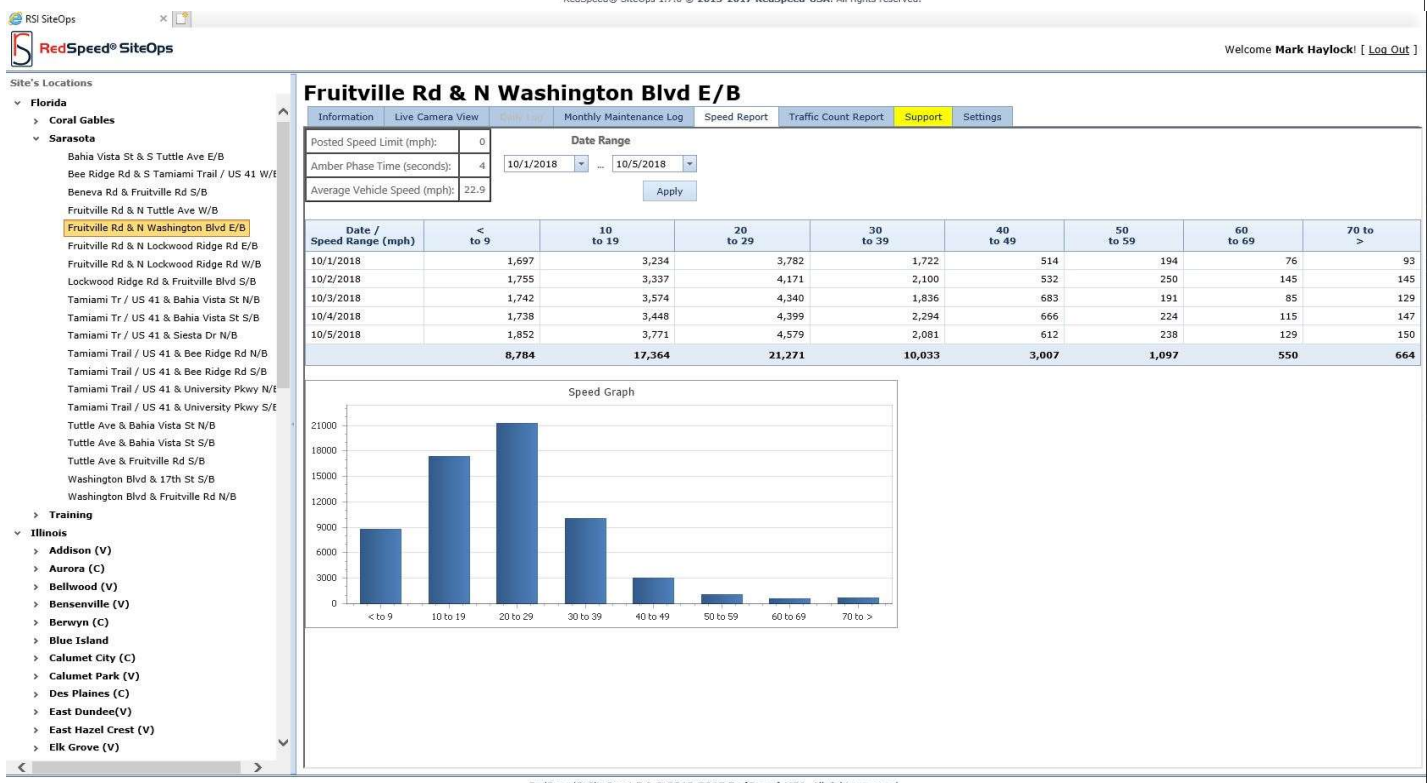 RedSpeed® SiteOps 1.7.6 © 2015-2017 RedSpeed USA. All rights reserved.
RSI SiteOps
RedSpeed® SiteOps
Welcome Mark Haylock! [ Log Out ]
Site's Locations
Florida
Coral Gables
Sarasota
Bahia Vista St & S Tuttle Ave E/B
Bee Ridge Rd & S Tamiami Trail / US 41 W/B
Beneva Rd & Fruitville Rd S/B
Fruitville Rd & N Tuttle Ave W/B
Fruitville Rd & N Washington Blvd E/B
Fruitville Rd & N Lockwood Ridge Rd E/B
Fruitville Rd & N Lockwood Ridge Rd W/B
Lockwood Ridge Rd & Fruitville Blvd S/B
Tamiami Tr / US 41 & Bahia Vista St N/B
Tamiami Tr / US 41 & Bahia Vista St S/B
Tamiami Tr / US 41 & Siesta Dr N/B
Tamiami Trail / US 41 & Bee Ridge Rd N/B
Tamiami Trail / US 41 & Bee Ridge Rd S/B
Tamiami Trail / US 41 & University Pkwy N/B
Tamiami Trail / US 41 & University Pkwy S/B
Tuttle Ave & Bahia Vista St N/B
Tuttle Ave & Bahia Vista St S/B
Tuttle Ave & Fruitville Rd S/B
Washington Blvd & 17th St S/B
Washington Blvd & Fruitville Rd N/B
Training
Illinois
Addison (V)
Aurora (C)
Bellwood (V)
Bensenville (V)
Berwyn (C)
Blue Island
Calumet City (C)
Calumet Park (V)
Des Plaines (C)
East Dundee(V)
East Hazel Crest (V)
Elk Grove (V)
Fruitville Rd & N Washington Blvd E/B
Information Live Camera View Daily Log Monthly Maintenance Log Speed Report Traffic Count Report Support Settings
Posted Speed Limit (mph): 0
Amber Phase Time (seconds): 4
Average Vehicle Speed (mph): 22.9
Date Range
10/1/2018 ... 10/5/2018
Apply
Date / < 10 20 30 40 50 60 70 to
Speed Range (mph) to 9 to 19 to 29 to 39 to 49 to 59 to 69 >
10/1/2018 1,697 3,234 3,782 1,722 514 194 76 93
10/2/2018 1,755 3,337 4,171 2,100 532 250 145 145
10/3/2018 1,742 3,574 4,340 1,836 683 191 85 129
10/4/2018 1,738 3,448 4,399 2,294 666 224 115 147
10/5/2018 1,852 3,771 4,579 2,081 612 238 129 150
8,784 17,364 21,271 10,033 3,007 1,097 550 664
Speed Graph
21000
18000
15000
12000
9000
6000
3000
0
< to 9 10 to 19 20 to 29 30 to 39 40 to 49 50 to 59 60 to 69 70 to >